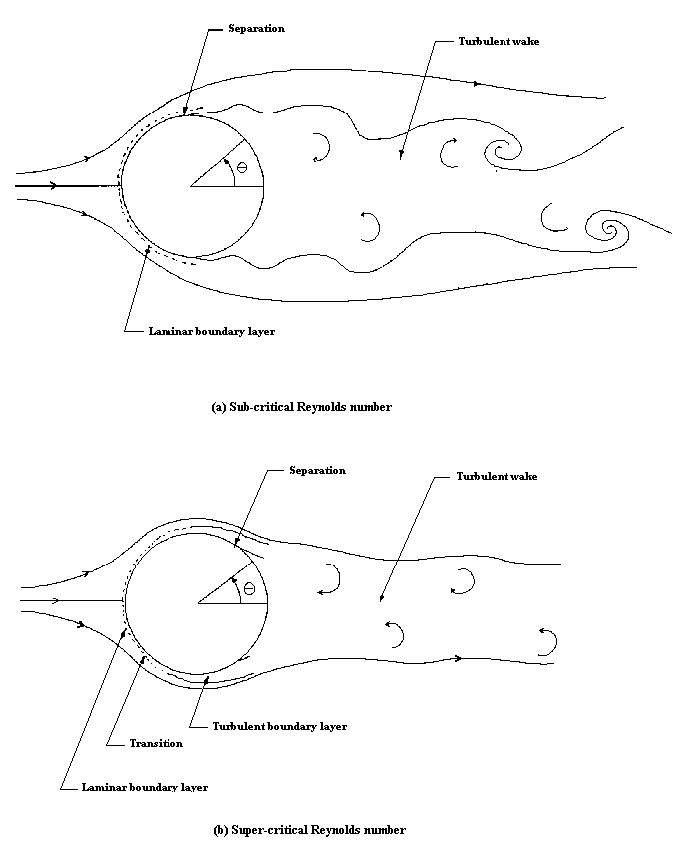 Separation
Turbulent wake
Θ
Laminar boundary layer
(a) Sub-critical Reynolds number
Separation
Turbulent wake
Θ
Turbulent boundary layer
Transition
Laminar boundary layer
(b) Super-critical Reynolds number